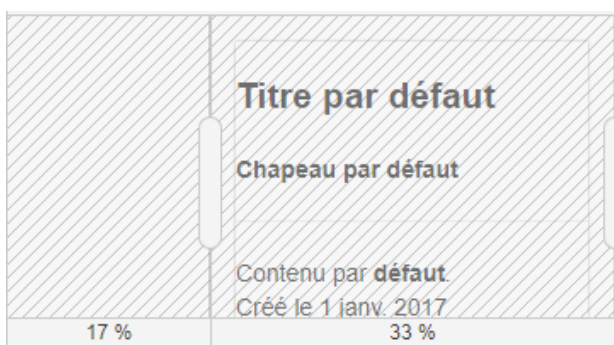 Titre par défaut
Chapeau par défaut
Contenu par défaut.
Créé le 1 janv. 2017
17 %
33 %